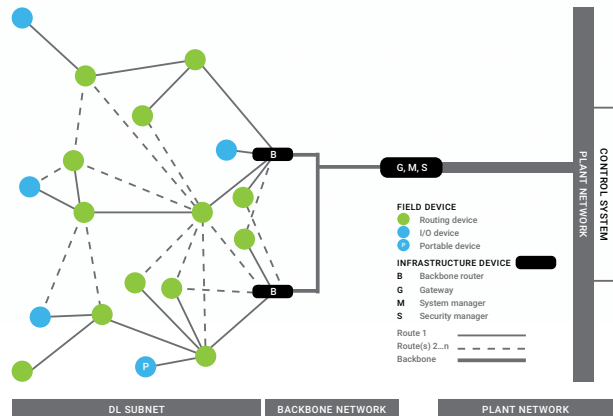 B
G, M, S
B
P
PLANT NETWORK
CONTROL SYSTEM
FIELD DEVICE
Routing device
I/O device
P Portable device
INFRASTRUCTURE DEVICE
B Backbone router
G Gateway
M System manager
S Security manager
Route 1
Route(s) 2...n
Backbone
DL SUBNET
BACKBONE NETWORK
PLANT NETWORK